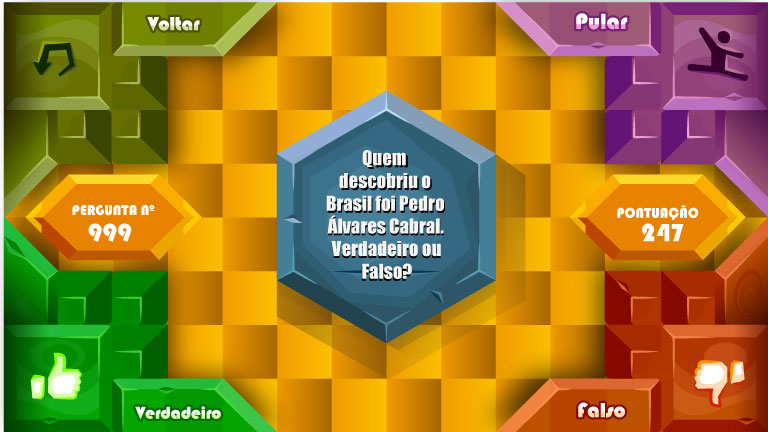 Voltar
Pular
Quem
descobriu o
Brasil foi Pedro
Álvares Cabral.
Verdadeiro ou
Falso?
PERGUNTA Nº
999
PONTUAÇÃO
247
Verdadeiro
Falso